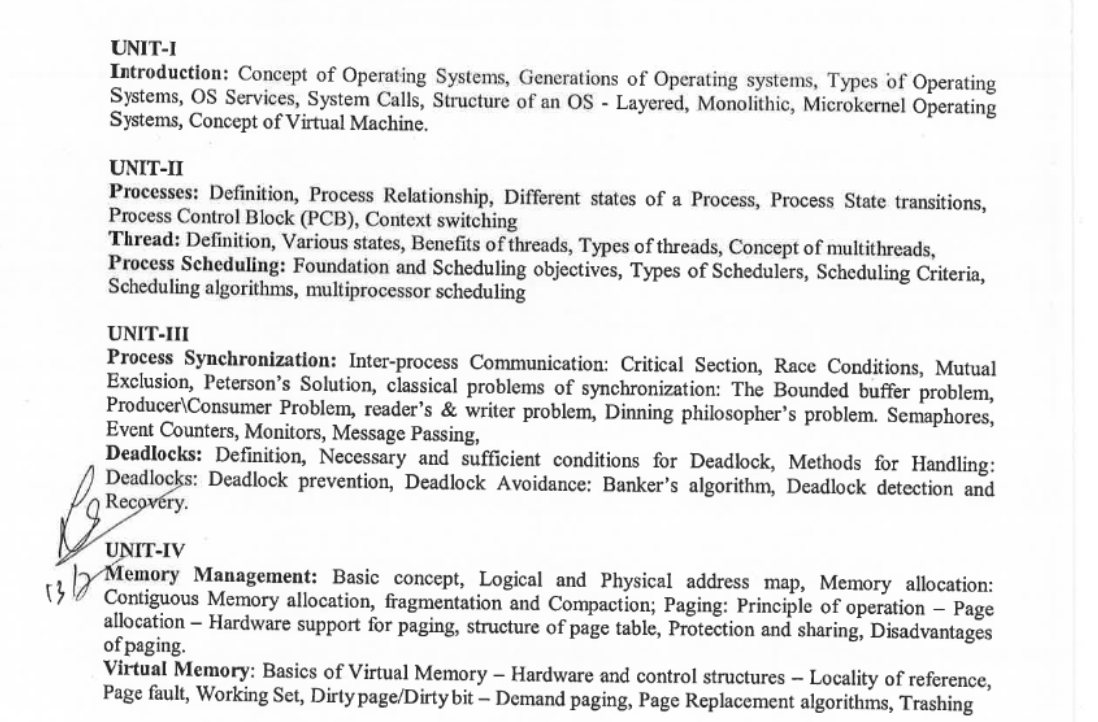 UNIT-I
Introduction: Concept of Operating Systems, Generations of Operating systems, Types of Operating
Systems, OS Services, System Calls, Structure of an OS - Layered, Monolithic, Microkernel Operating
Systems, Concept of Virtual Machine.
UNIT-II
Processes: Definition, Process Relationship, Different states of a Process, Process State transitions,
Process Control Block (PCB), Context switching
Thread: Definition, Various states, Benefits of threads, Types of threads, Concept of multithreads,
Process Scheduling: Foundation and Scheduling objectives, Types of Schedulers, Scheduling Criteria,
Scheduling algorithms, multiprocessor scheduling
UNIT-III
Process Synchronization: Inter-process Communication: Critical Section, Race Conditions, Mutual
Exclusion, Peterson's Solution, classical problems of synchronization: The Bounded buffer problem,
Producer\Consumer Problem, reader's & writer problem, Dinning philosopher's problem. Semaphores,
Event Counters, Monitors, Message Passing,
Deadlocks: Definition, Necessary and sufficient conditions for Deadlock, Methods for Handling:
Deadlocks: Deadlock prevention, Deadlock Avoidance: Banker's algorithm, Deadlock detection and
Recovery.
UNIT-IV
Memory Management: Basic concept, Logical and Physical address map, Memory allocation:
Contiguous Memory allocation, fragmentation and Compaction; Paging: Principle of operation – Page
allocation – Hardware support for paging, structure of page table, Protection and sharing, Disadvantages
of paging.
Virtual Memory: Basics of Virtual Memory – Hardware and control structures – Locality of reference,
Page fault, Working Set, Dirty page/Dirty bit – Demand paging, Page Replacement algorithms, Trashing